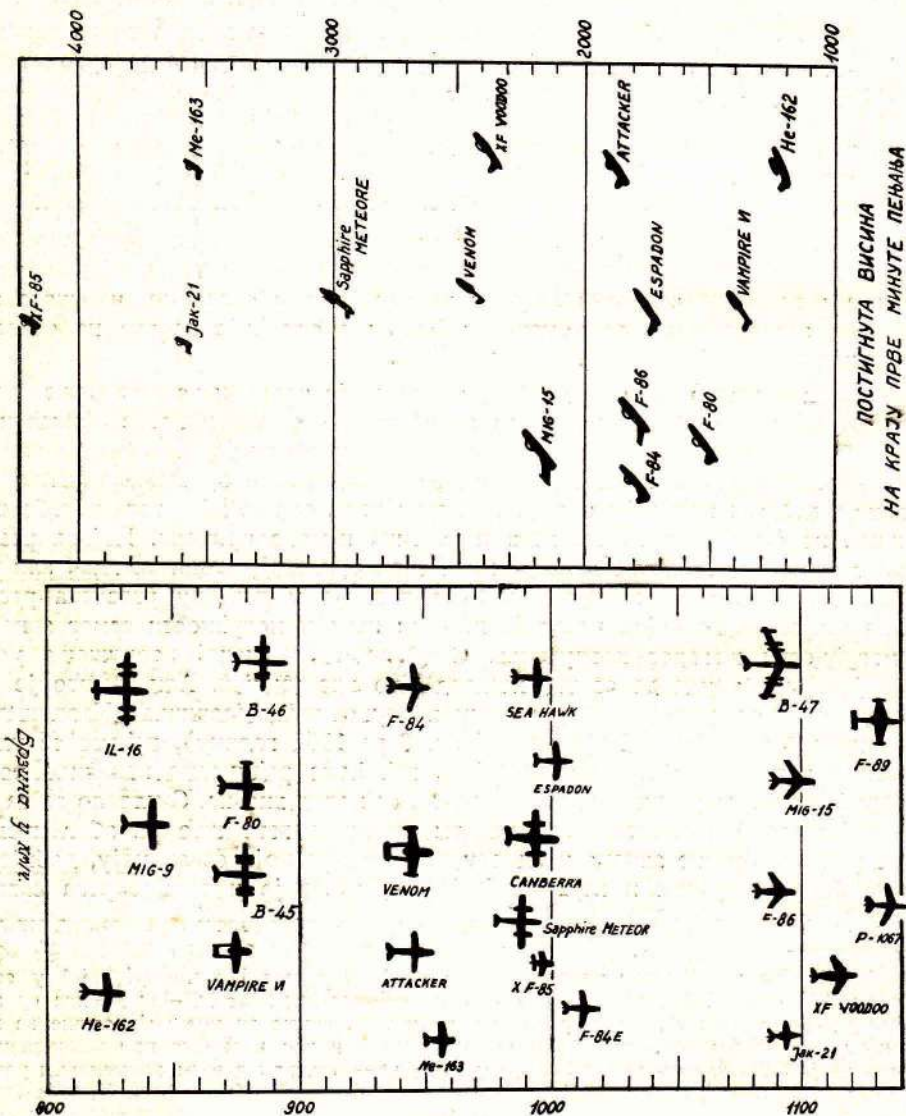 4000
3000
2000
1000
XF-85
Me-163
Jak-21
Sapphire
METEORE
XF VOODOO
VENOM
MIG-15
ATTACKER
ESPADON
F-86
F-84
He-162
VAMPIRE VI
F-80
ПОСТИГНУТА ВИСИНА
НА КРАЈУ ПРВЕ МИНУТЕ ПЕЊАЊА
Брзина у км/ч.
IL-16
B-46
F-84
SEA HAWK
B-47
F-89
MIG-9
F-80
ESPADON
MIG-15
B-45
VENOM
CANBERRA
F-86
P-1067
Sapphire METEOR
VAMPIRE VI
ATTACKER
X F-85
XF VOODOO
He-162
Me-163
F-84E
Jak-21
800
900
1000
1100